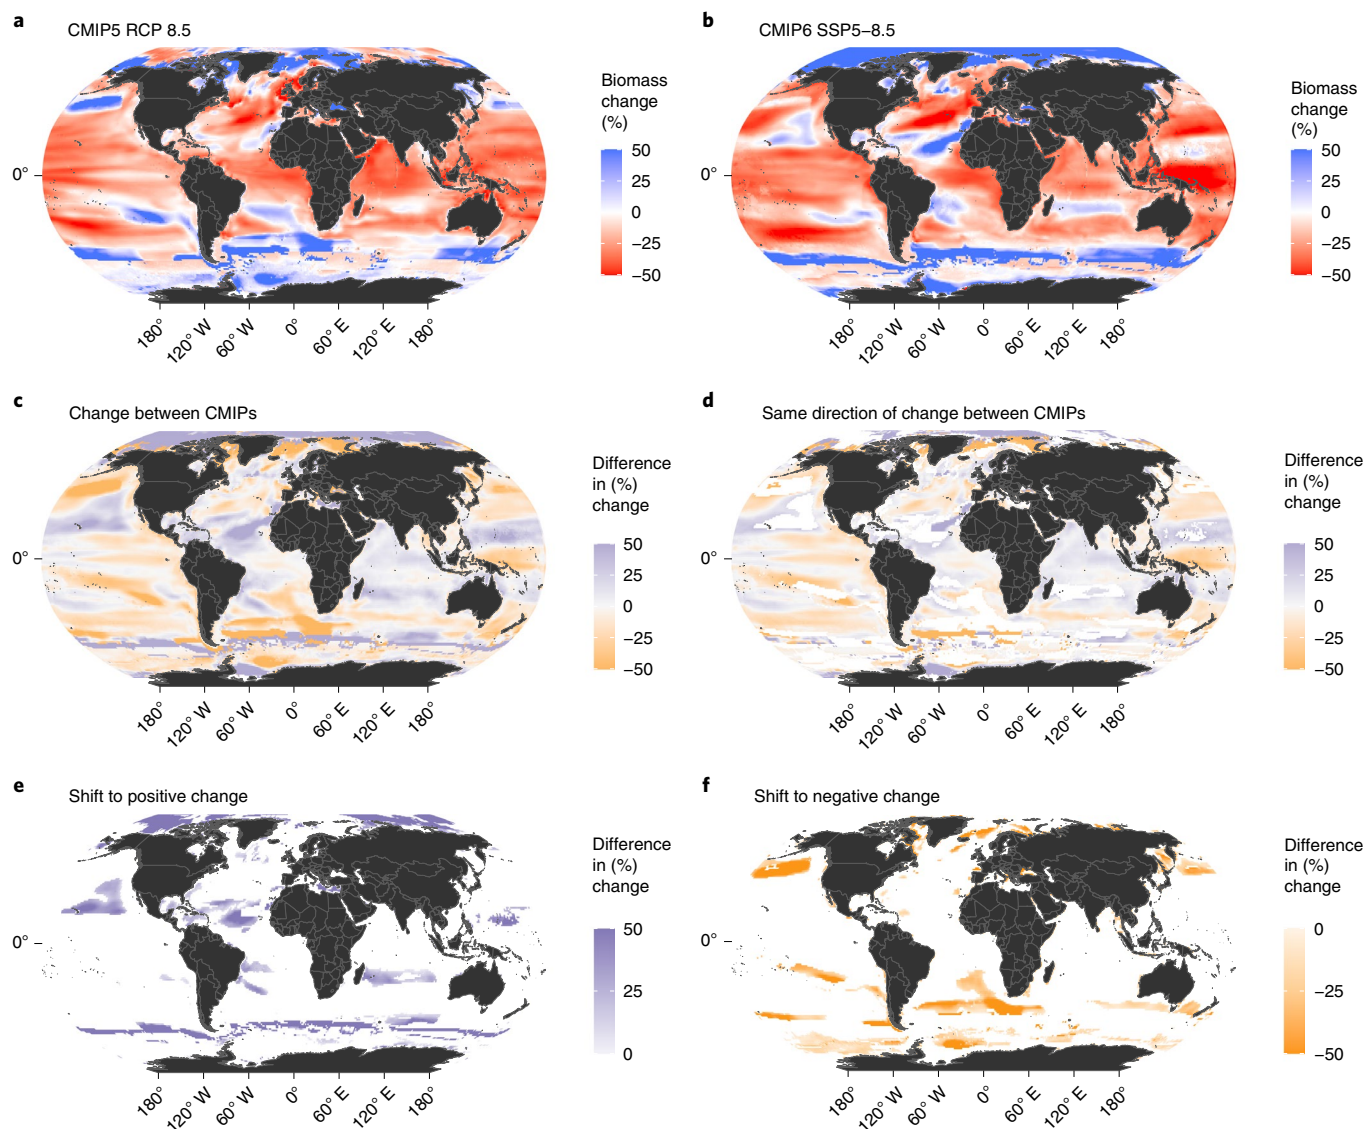 a
CMIP5 RCP 8.5
Biomass
change
(%)
50
25
0
−25
−50
0°
180°
120° W
60° W
0°
60° E
120° E
180°
b
CMIP6 SSP5–8.5
Biomass
change
(%)
50
25
0
−25
−50
0°
180°
120° W
60° W
0°
60° E
120° E
180°
c
Change between CMIPs
Difference
in (%)
change
50
25
0
−25
−50
0°
180°
120° W
60° W
0°
60° E
120° E
180°
d
Same direction of change between CMIPs
Difference
in (%)
change
50
25
0
−25
−50
0°
180°
120° W
60° W
0°
60° E
120° E
180°
e
Shift to positive change
Difference
in (%)
change
50
25
0
0°
180°
120° W
60° W
0°
60° E
120° E
180°
f
Shift to negative change
Difference
in (%)
change
0
−25
−50
0°
180°
120° W
60° W
0°
60° E
120° E
180°